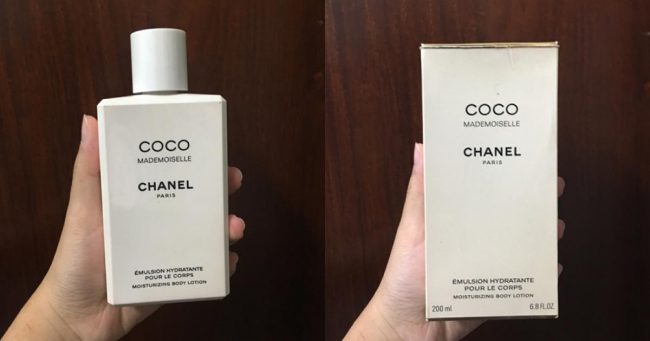 COCO
MADEMOISELLE
CHANEL
PARIS
ÉMULSION HYDRATANTE
POUR LE CORPS
MOISTURIZING BODY LOTION
COCO
MADEMOISELLE
CHANEL
PARIS
ÉMULSION HYDRATANTE
POUR LE CORPS
MOISTURIZING BODY LOTION
200 ml 6.8 FL.OZ.